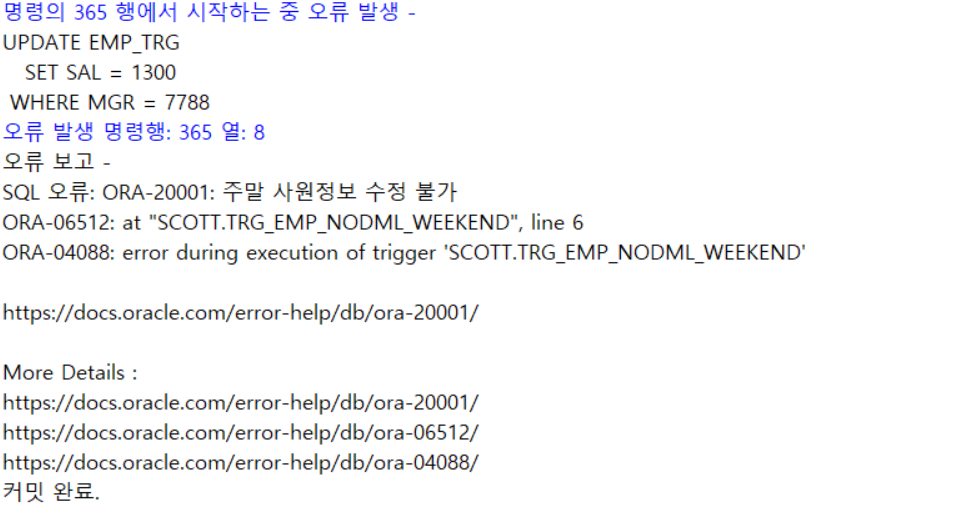 명령의 365 행에서 시작하는 중 오류 발생 -
UPDATE EMP_TRG
SET SAL = 1300
WHERE MGR = 7788
오류 발생 명령행: 365 열: 8
오류 보고 -
SQL 오류: ORA-20001: 주말 사원정보 수정 불가
ORA-06512: at "SCOTT.TRG_EMP_NODML_WEEKEND", line 6
ORA-04088: error during execution of trigger 'SCOTT.TRG_EMP_NODML_WEEKEND'
https://docs.oracle.com/error-help/db/ora-20001/
More Details :
https://docs.oracle.com/error-help/db/ora-20001/
https://docs.oracle.com/error-help/db/ora-06512/
https://docs.oracle.com/error-help/db/ora-04088/
커밋 완료.